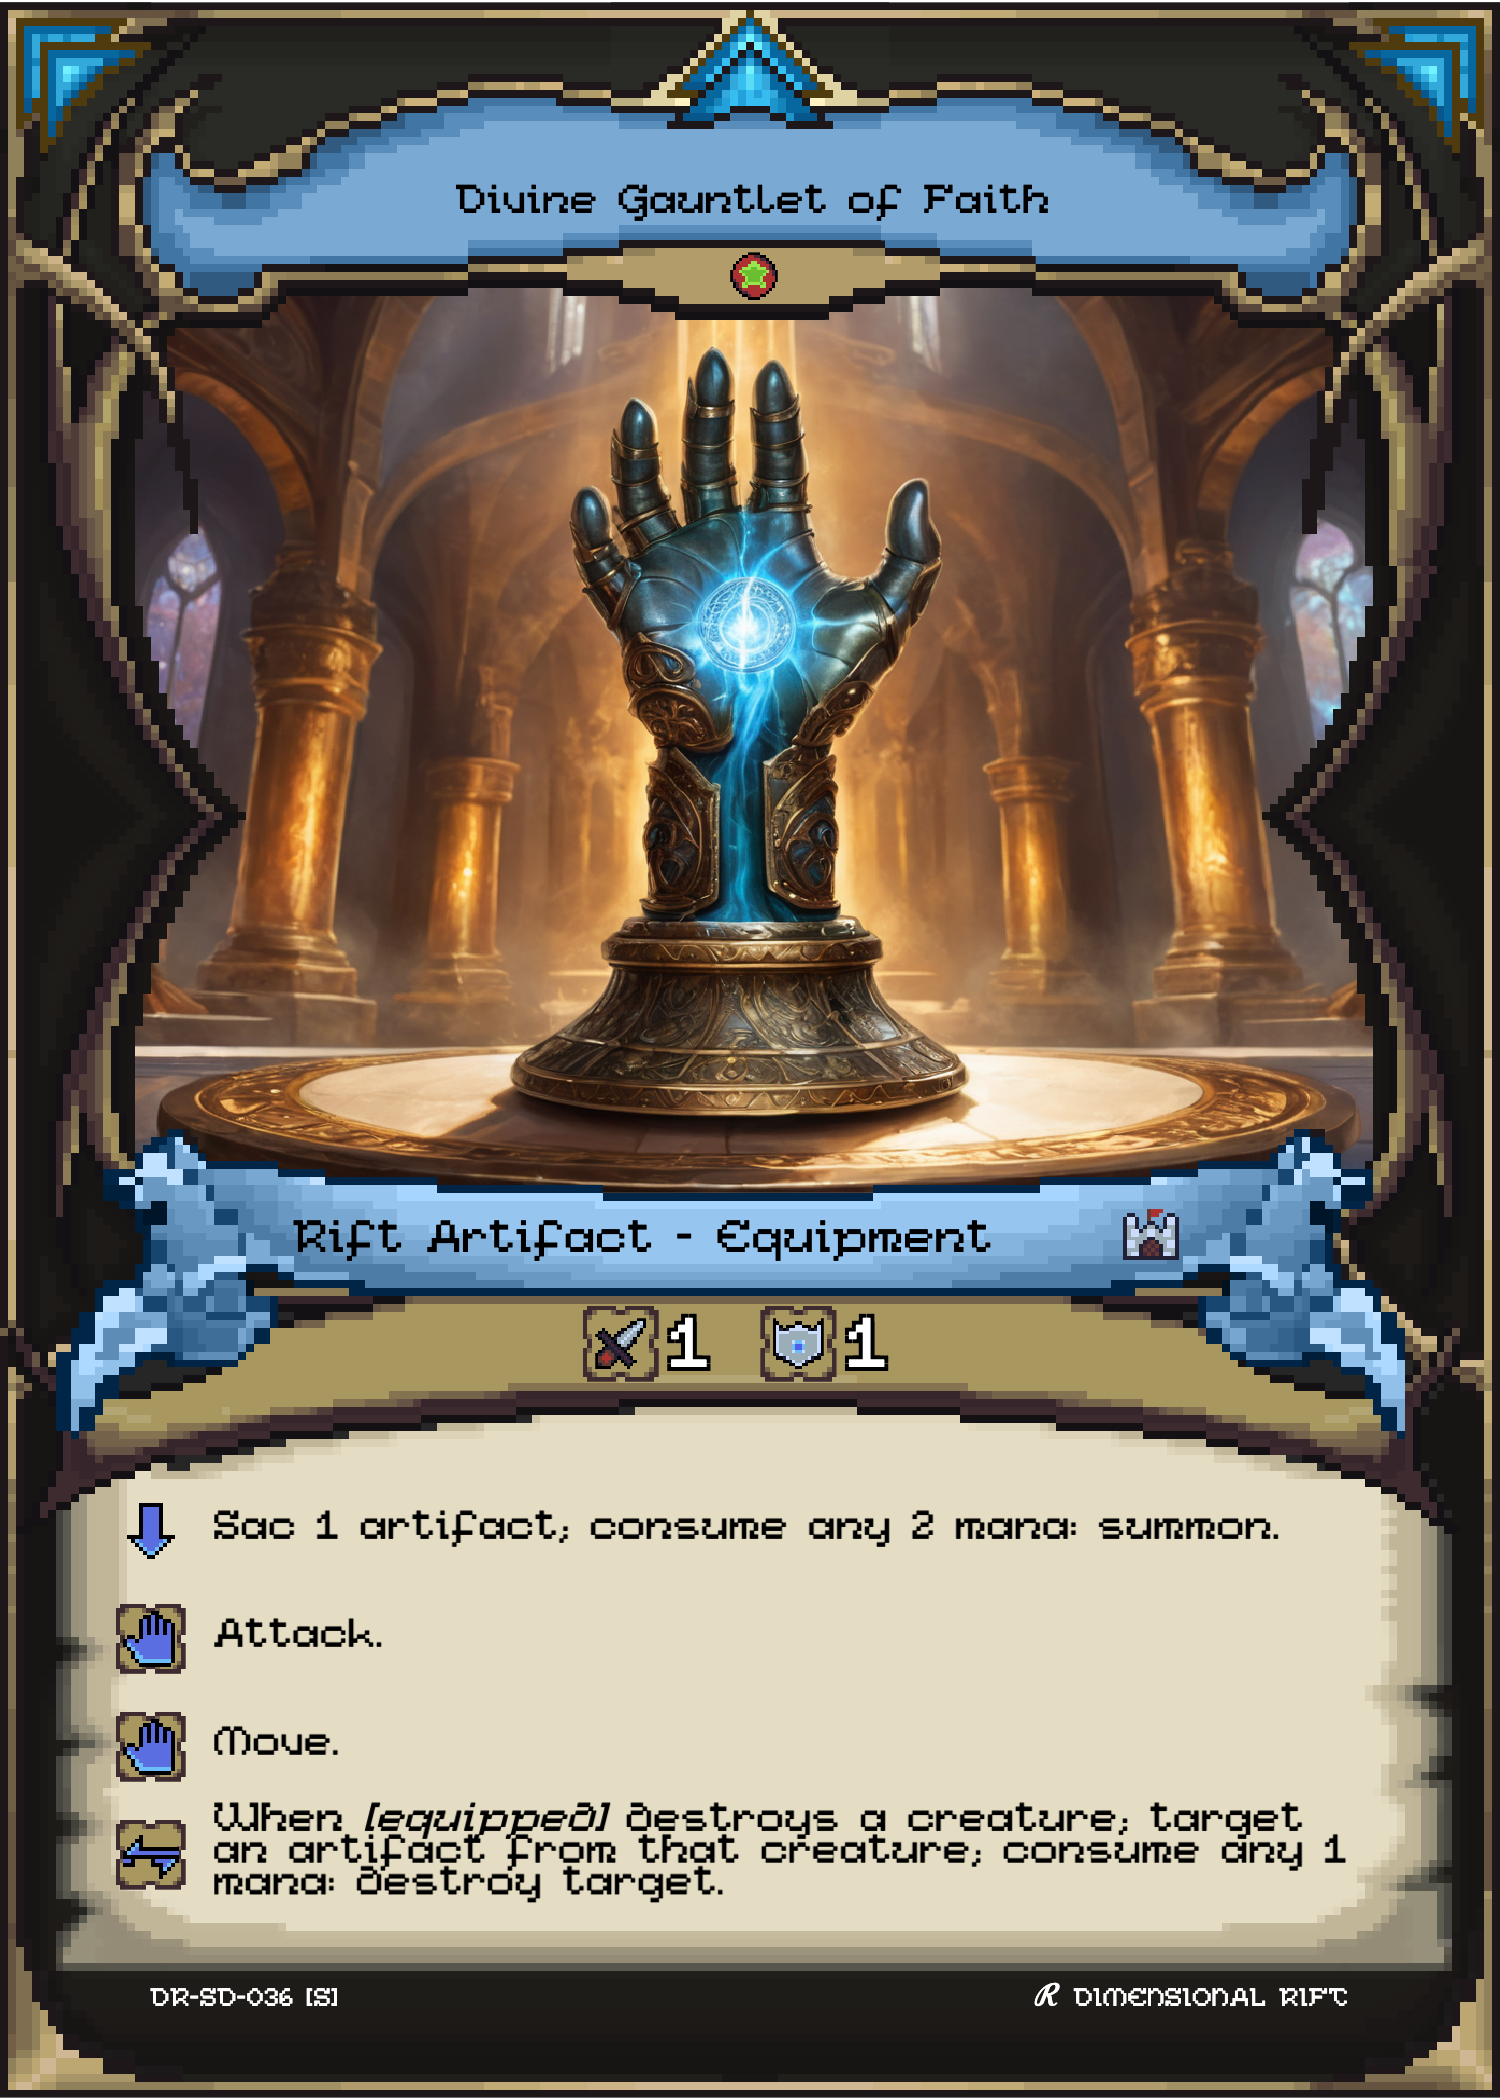 Divine Gauntlet of Faith
Rift Artifact - Equipment
1 1
Sac 1 artifact; consume any 2 mana: summon.
Attack.
Move.
When [equipped] destroys a creature; target
an artifact from that creature; consume any 1
mana: destroy target.
DR-SD-036 [S]
R DIMENSIONAL RIFT